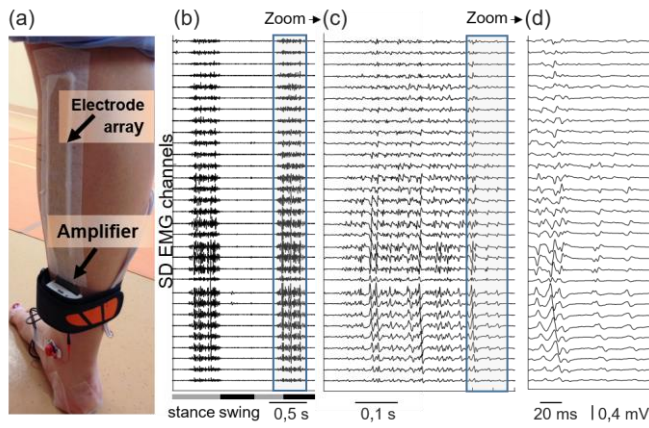 (a)
Electrode
array
Amplifier
SD EMG channels
(b)
Zoom
(c)
Zoom
(d)
stance swing
0,5 s
0,1 s
20 ms
0,4 mV